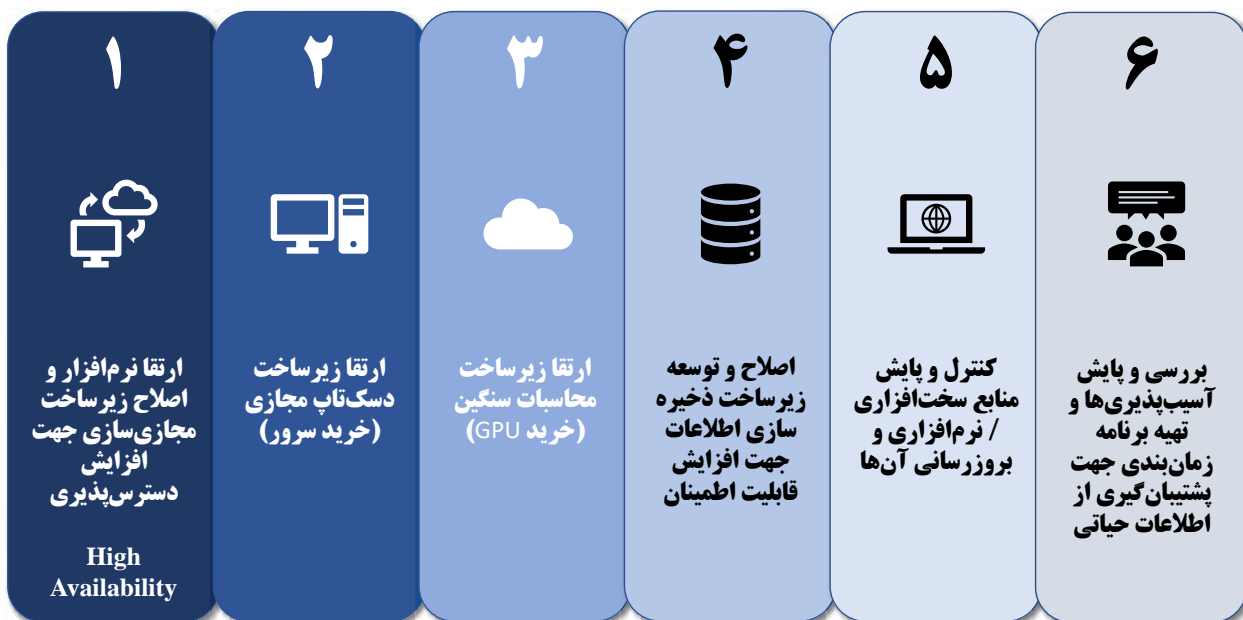 ۱
ارتقا نرم‌افزار و
اصلاح زیرساخت
مجازی‌سازی جهت
افزایش
دسترس‌پذیری
High
Availability
۲
ارتقا زیرساخت
دسک‌تاپ مجازی
(خرید سرور)
۳
ارتقا زیرساخت
محاسبات سنگین
(خرید GPU)
۴
اصلاح و توسعه
زیرساخت ذخیره
سازی اطلاعات
جهت افزایش
قابلیت اطمینان
۵
کنترل و پایش
منابع سخت‌افزاری
/ نرم‌افزاری و
بروزرسانی آن‌ها
۶
بررسی و پایش
آسیب‌پذیری‌ها و
تهیه برنامه
زمان‌بندی جهت
پشتیبان‌گیری از
اطلاعات حیاتی